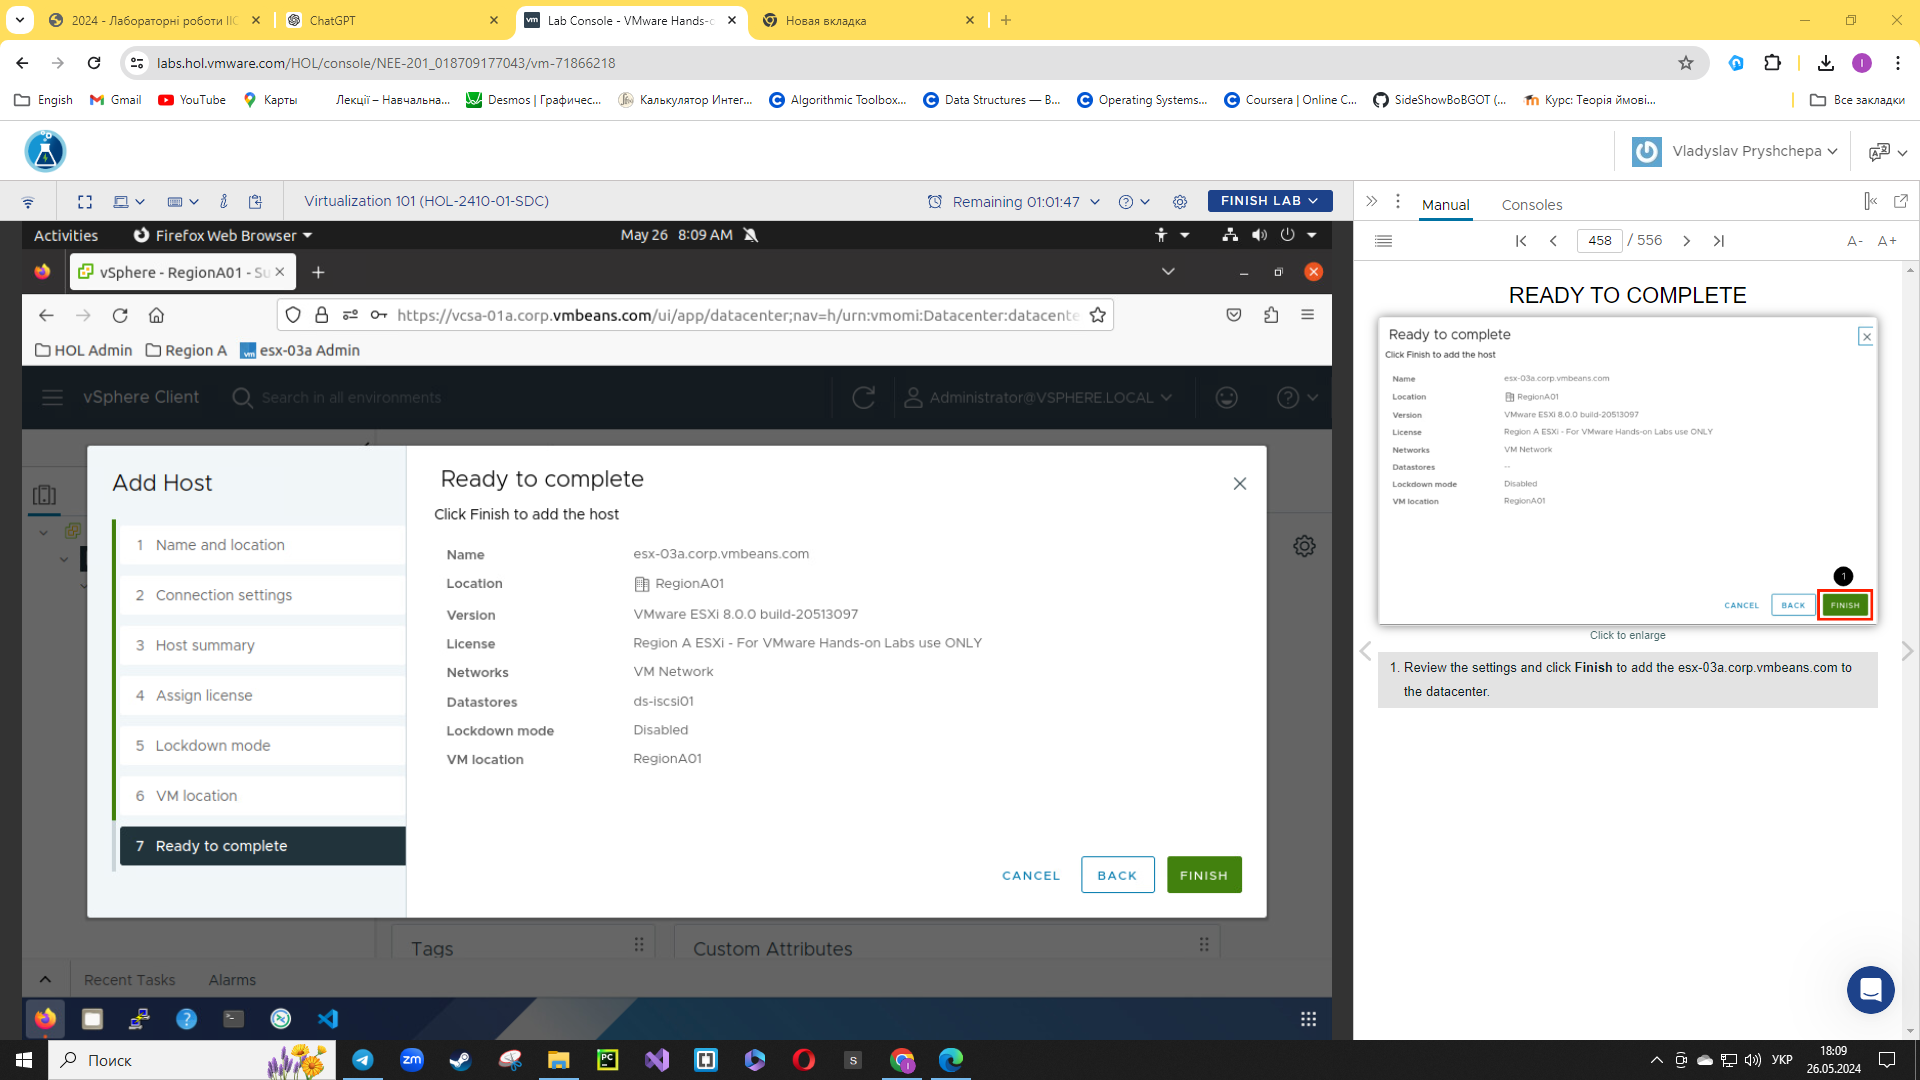 2024 - Лабораторні роботи ІІС
ChatGPT
Lab Console - VMware Hands-o
Новая вкладка
labs.hol.vmware.com/HOL/console/NEE-201_018709177043/vm-71866218
Engish
Gmail
YouTube
Карты
Лекції – Навчальна...
Desmos | Графичес...
Калькулятор Интег...
Algorithmic Toolbox...
Data Structures — В...
Operating Systems...
Coursera | Online C...
SideShowBoBGOT (...
Курс: Теорія ймові...
Все закладки
Vladyslav Pryshchepa
Virtualization 101 (HOL-2410-01-SDC)
Remaining 01:01:47
FINISH LAB
Manual
Consoles
Activities
Firefox Web Browser
May 26 8:09 AM
458 / 556
A-
A+
vSphere - RegionA01 - Su
https://vcsa-01a.corp.vmbeans.com/ui/app/datacenter;nav=h/urn:vmomi:Datacenter:datacente
HOL Admin
Region A
esx-03a Admin
vSphere Client
Search in all environments
Administrator@VSPHERE.LOCAL
Add Host
1 Name and location
2 Connection settings
3 Host summary
4 Assign license
5 Lockdown mode
6 VM location
7 Ready to complete
Ready to complete
Click Finish to add the host
Name esx-03a.corp.vmbeans.com
Location RegionA01
Version VMware ESXi 8.0.0 build-20513097
License Region A ESXi - For VMware Hands-on Labs use ONLY
Networks VM Network
Datastores ds-iscsi01
Lockdown mode Disabled
VM location RegionA01
CANCEL
BACK
FINISH
Tags
Custom Attributes
Recent Tasks
Alarms
READY TO COMPLETE
Ready to complete
Click Finish to add the host
Name esx-03a.corp.vmbeans.com
Location RegionA01
Version VMware ESXi 8.0.0 build-20513097
License Region A ESXi - For VMware Hands-on Labs use ONLY
Networks VM Network
Datastores --
Lockdown mode Disabled
VM location RegionA01
1
CANCEL
BACK
FINISH
Click to enlarge
1. Review the settings and click Finish to add the esx-03a.corp.vmbeans.com to
the datacenter.
Поиск
УКР
18:09
26.05.2024